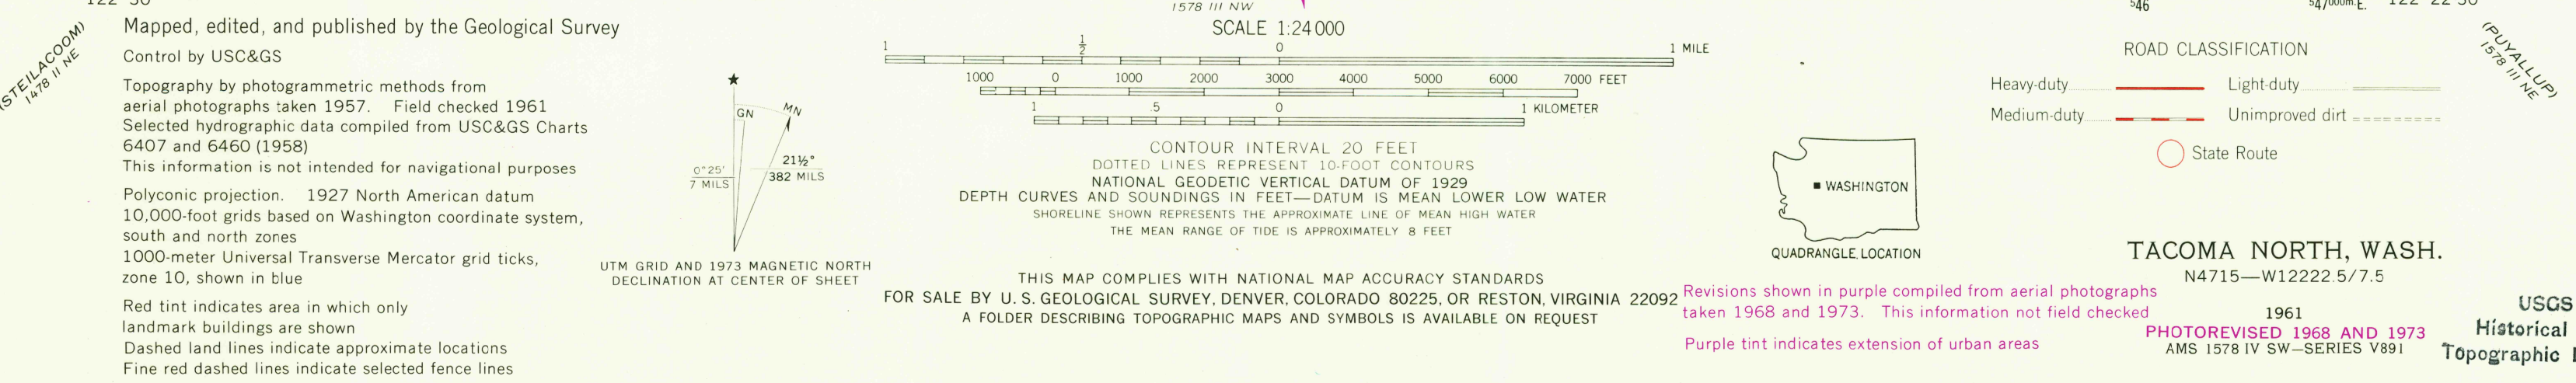 (STEILACOOM)
1478 II NE
Mapped, edited, and published by the Geological Survey
Control by USC&GS
Topography by photogrammetric methods from
aerial photographs taken 1957. Field checked 1961
Selected hydrographic data compiled from USC&GS Charts
6407 and 6460 (1958)
This information is not intended for navigational purposes
Polyconic projection. 1927 North American datum
10,000-foot grids based on Washington coordinate system,
south and north zones
1000-meter Universal Transverse Mercator grid ticks,
zone 10, shown in blue
Red tint indicates area in which only
landmark buildings are shown
Dashed land lines indicate approximate locations
Fine red dashed lines indicate selected fence lines
★
GN
MN
0°25'
7 MILS
21½°
382 MILS
UTM GRID AND 1973 MAGNETIC NORTH
DECLINATION AT CENTER OF SHEET
1578 III NW
SCALE 1:24 000
1 ½ 0 1 MILE
1000 0 1000 2000 3000 4000 5000 6000 7000 FEET
1 .5 0 1 KILOMETER
CONTOUR INTERVAL 20 FEET
DOTTED LINES REPRESENT 10-FOOT CONTOURS
NATIONAL GEODETIC VERTICAL DATUM OF 1929
DEPTH CURVES AND SOUNDINGS IN FEET—DATUM IS MEAN LOWER LOW WATER
SHORELINE SHOWN REPRESENTS THE APPROXIMATE LINE OF MEAN HIGH WATER
THE MEAN RANGE OF TIDE IS APPROXIMATELY 8 FEET
THIS MAP COMPLIES WITH NATIONAL MAP ACCURACY STANDARDS
FOR SALE BY U. S. GEOLOGICAL SURVEY, DENVER, COLORADO 80225, OR RESTON, VIRGINIA 22092
A FOLDER DESCRIBING TOPOGRAPHIC MAPS AND SYMBOLS IS AVAILABLE ON REQUEST
WASHINGTON
QUADRANGLE LOCATION
Revisions shown in purple compiled from aerial photographs
taken 1968 and 1973. This information not field checked
Purple tint indicates extension of urban areas
546 547000m.E.
ROAD CLASSIFICATION
Heavy-duty Light-duty
Medium-duty Unimproved dirt
State Route
(PUYALLUP)
1578 III NE
TACOMA NORTH, WASH.
N4715—W12222.5/7.5
1961
PHOTOREVISED 1968 AND 1973
AMS 1578 IV SW—SERIES V891
USGS
Historical
Topographic